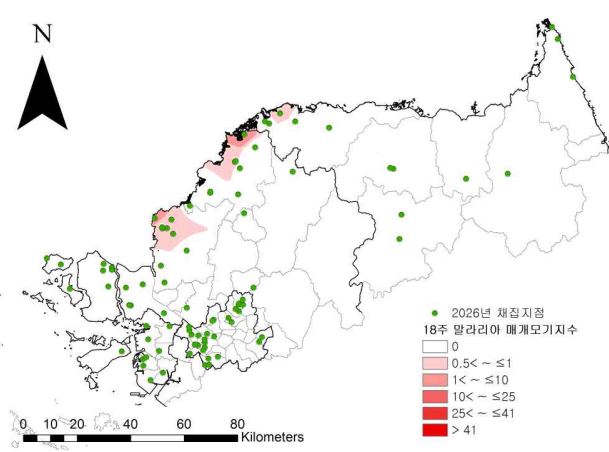 N
2026년 채집지점
18주 말라리아 매개모기지수
0
0.5< ~ ≤1
1< ~ ≤10
10< ~ ≤25
25< ~ ≤41
> 41
0 10 20 40 60 80
Kilometers